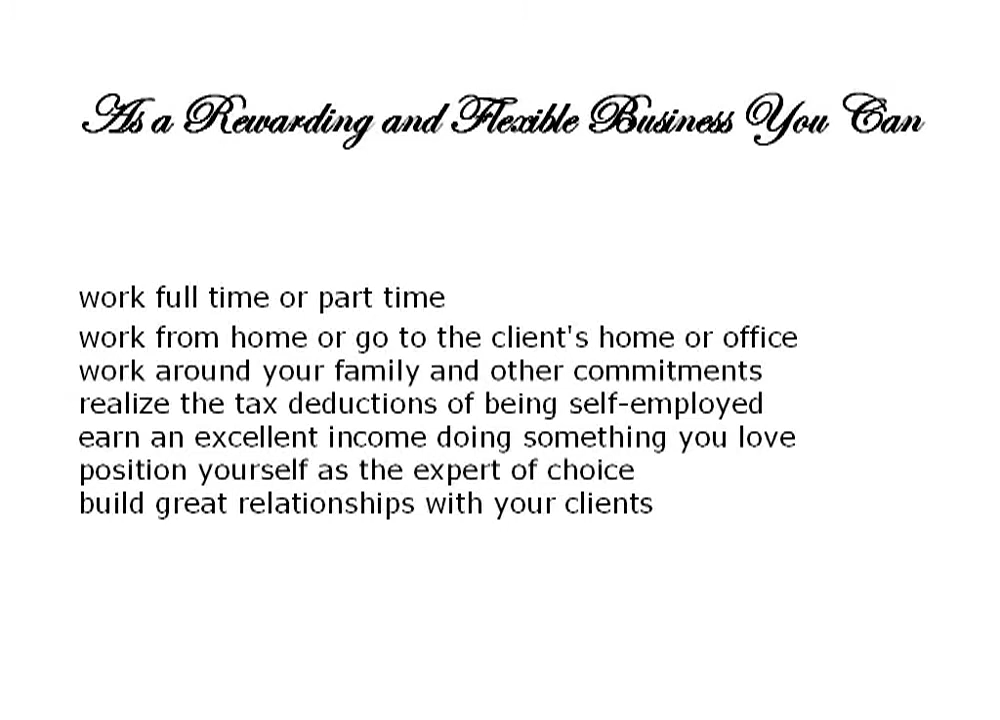 As a Rewarding and Flexible Business You Can
work full time or part time
work from home or go to the client's home or office
work around your family and other commitments
realize the tax deductions of being self-employed
earn an excellent income doing something you love
position yourself as the expert of choice
build great relationships with your clients